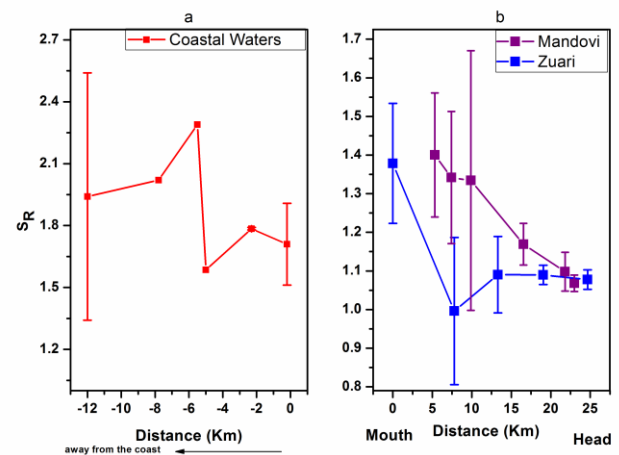 a
b
2.7
2.4
2.1
1.8
1.5
1.2
S_R
Coastal Waters
-12 -10 -8 -6 -4 -2 0
Distance (Km)
away from the coast
1.7
1.6
1.5
1.4
1.3
1.2
1.1
1.0
0.9
0.8
Mandovi
Zuari
0 5 10 15 20 25
Mouth Distance (Km) Head